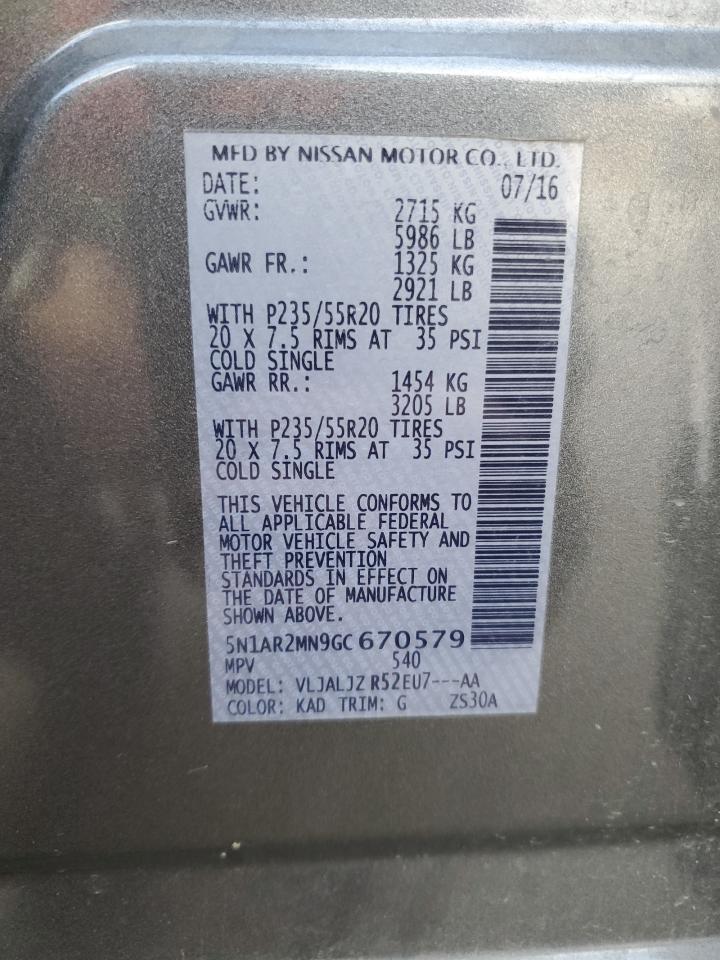 MFD BY NISSAN MOTOR CO., LTD.
DATE: 07/16
GVWR: 2715 KG
5986 LB
GAWR FR.: 1325 KG
2921 LB
WITH P235/55R20 TIRES
20 X 7.5 RIMS AT 35 PSI
COLD SINGLE
GAWR RR.: 1454 KG
3205 LB
WITH P235/55R20 TIRES
20 X 7.5 RIMS AT 35 PSI
COLD SINGLE
THIS VEHICLE CONFORMS TO
ALL APPLICABLE FEDERAL
MOTOR VEHICLE SAFETY AND
THEFT PREVENTION
STANDARDS IN EFFECT ON
THE DATE OF MANUFACTURE
SHOWN ABOVE.
5N1AR2MN9GC 670579
MPV 540
MODEL: VLJALJZ R52EU7---AA
COLOR: KAD TRIM: G ZS30A